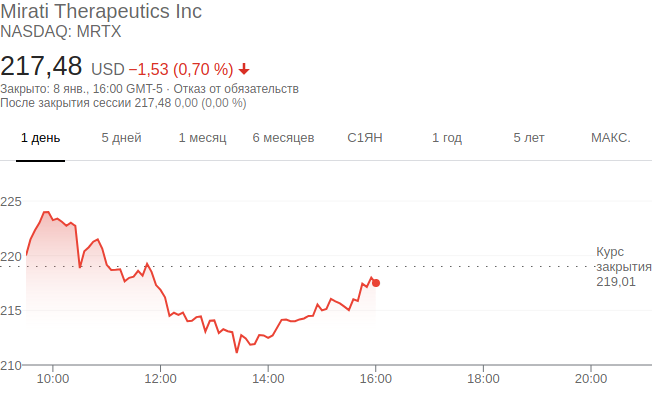 Mirati Therapeutics Inc
NASDAQ: MRTX
217,48 USD −1,53 (0,70 %)
Закрыто: 8 янв., 16:00 GMT-5 · Отказ от обязательств
После закрытия сессии 217,48 0,00 (0,00 %)
1 день 5 дней 1 месяц 6 месяцев С1ЯН 1 год 5 лет МАКС.
225
220
215
210
Курс
закрытия
219,01
10:00 12:00 14:00 16:00 18:00 20:00